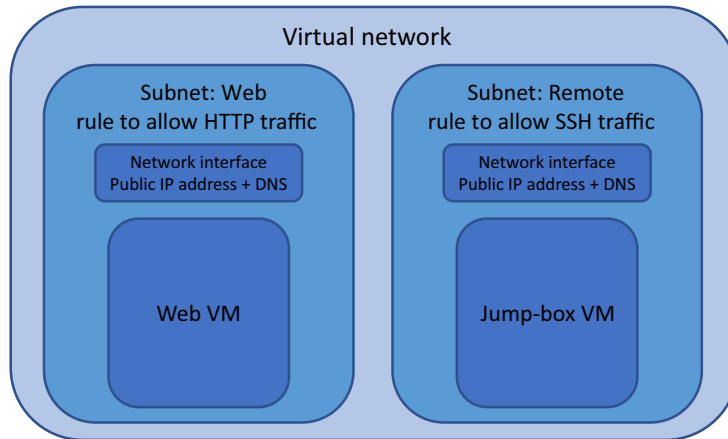 Virtual network
Subnet: Web
rule to allow HTTP traffic
Network interface
Public IP address + DNS
Web VM
Subnet: Remote
rule to allow SSH traffic
Network interface
Public IP address + DNS
Jump-box VM